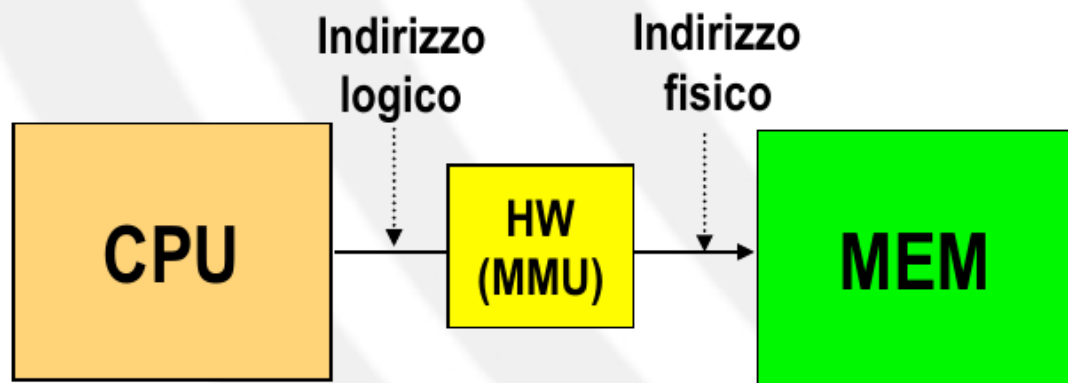 Indirizzo
logico
Indirizzo
fisico
CPU
HW
(MMU)
MEM